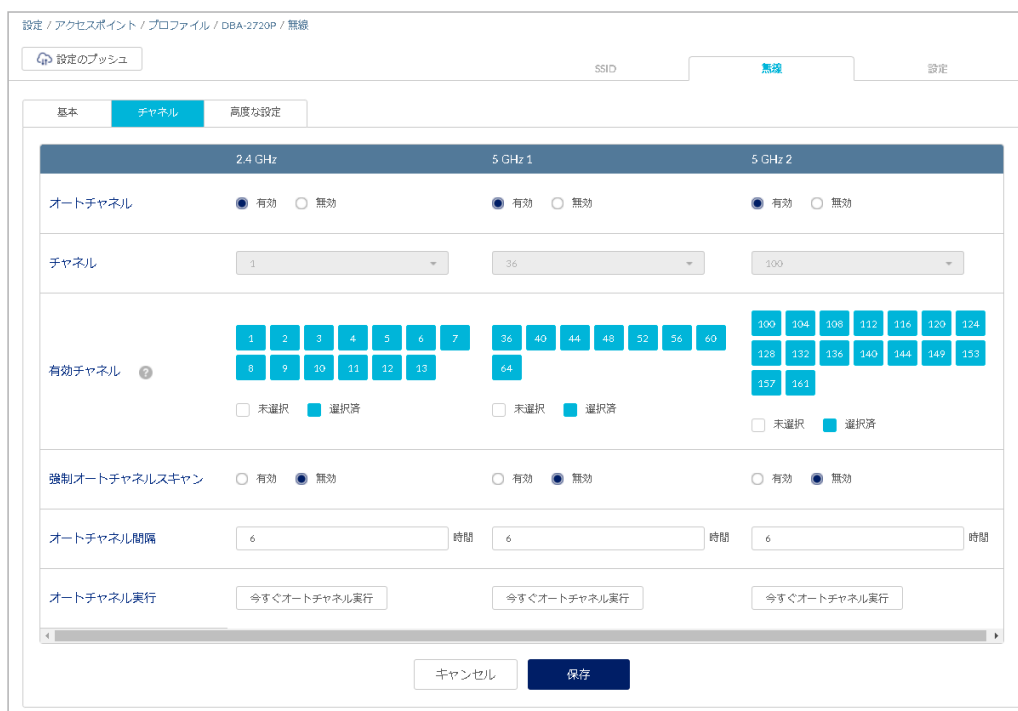 設定 / アクセスポイント / プロファイル / DBA-2720P / 無線
設定のプッシュ
SSID 無線 設定
基本 チャネル 高度な設定
2.4 GHz 5 GHz 1 5 GHz 2
オートチャネル 有効 無効 有効 無効 有効 無効
チャネル 1 36 100
有効チャネル ?
1 2 3 4 5 6 7
8 9 10 11 12 13
未選択 選択済
36 40 44 48 52 56 60
64
未選択 選択済
100 104 108 112 116 120 124
128 132 136 140 144 149 153
157 161
未選択 選択済
強制オートチャネルスキャン 有効 無効 有効 無効 有効 無効
オートチャネル間隔 6 時間 6 時間 6 時間
オートチャネル実行 今すぐオートチャネル実行 今すぐオートチャネル実行 今すぐオートチャネル実行
キャンセル 保存